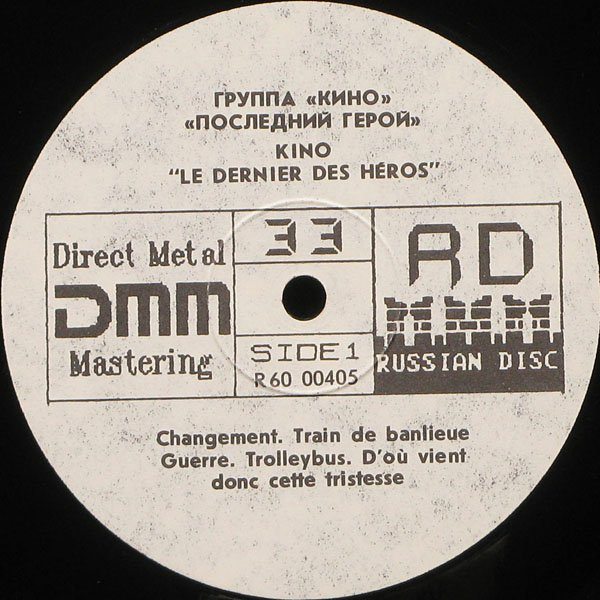 ГРУППА «КИНО»
«ПОСЛЕДНИЙ ГЕРОЙ»
KINO
"LE DERNIER DES HÉROS"
Direct Metal
DMM
Mastering
33
SIDE 1
R 60 00405
RD
RUSSIAN DISC
Changement. Train de banlieue
Guerre. Trolleybus. D'où vient
donc cette tristesse